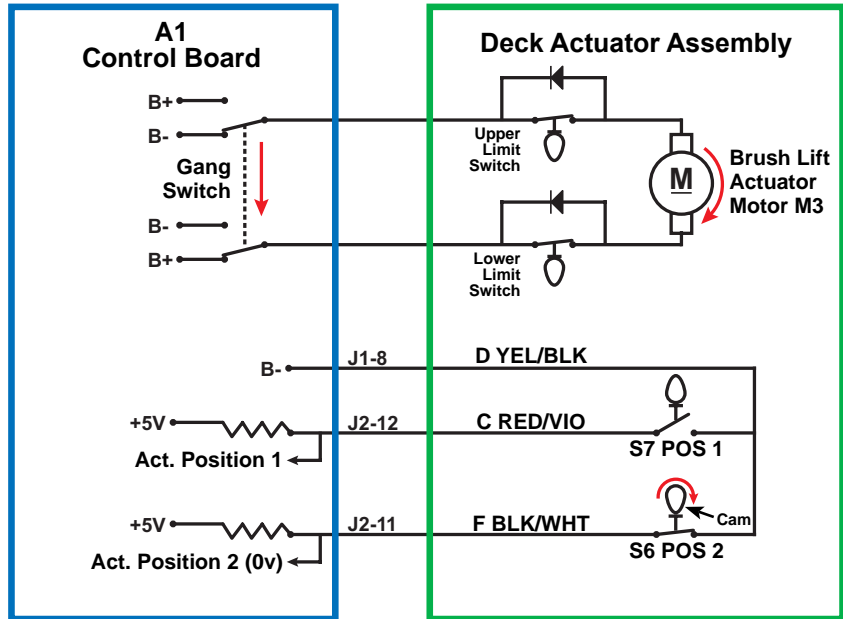 A1
Control Board
Deck Actuator Assembly
B+
B-
Gang
Switch
B-
B+
Upper
Limit
Switch
M
Brush Lift
Actuator
Motor M3
Lower
Limit
Switch
B-
J1-8
D YEL/BLK
+5V
J2-12
C RED/VIO
Act. Position 1
S7 POS 1
+5V
J2-11
F BLK/WHT
Cam
Act. Position 2 (0v)
S6 POS 2